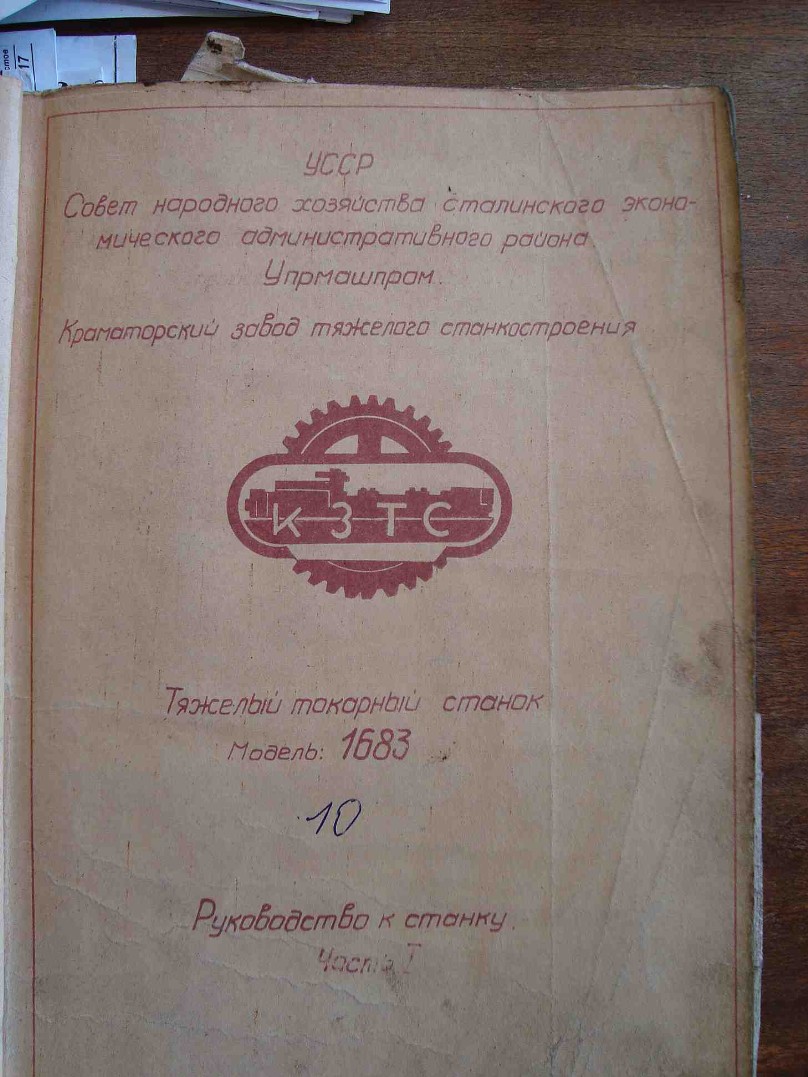 УССР
Совет народного хозяйства сталинского эконо-
мического административного района
Упрмашпром.
Краматорский завод тяжелого станкостроения
КЗТС
Тяжелый токарный станок
Модель: 1683
10
Руководство к станку.
Часть I
17